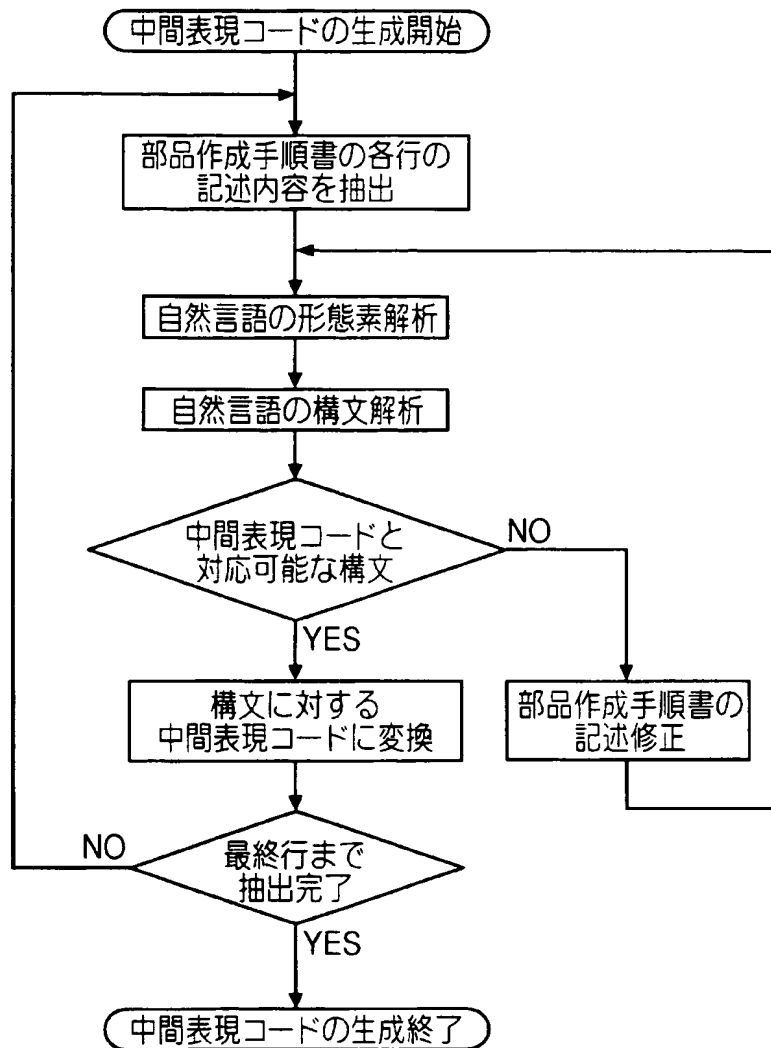 中間表現コードの生成開始
部品作成手順書の各行の
記述内容を抽出
自然言語の形態素解析
自然言語の構文解析
中間表現コードと
対応可能な構文
NO
YES
構文に対する
中間表現コードに変換
部品作成手順書の
記述修正
NO
最終行まで
抽出完了
YES
中間表現コードの生成終了